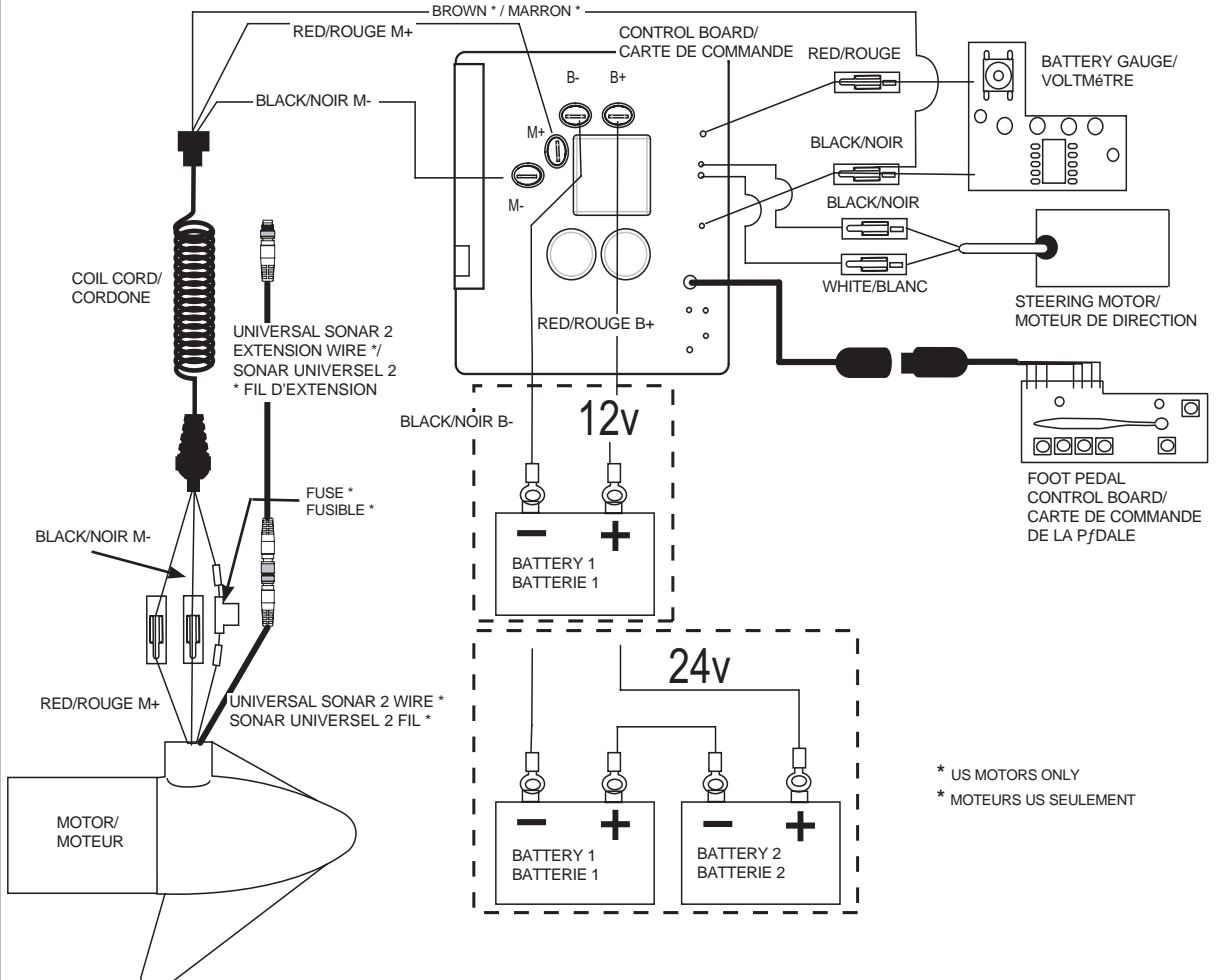 BROWN * / MARRON *
RED/ROUGE M+
CONTROL BOARD/
CARTE DE COMMANDE
RED/ROUGE
BATTERY GAUGE/
VOLTMéTRE
BLACK/NOIR M-
B-
B+
M+
M-
BLACK/NOIR
BLACK/NOIR
WHITE/BLANC
STEERING MOTOR/
MOTEUR DE DIRECTION
COIL CORD/
CORDONE
UNIVERSAL SONAR 2
EXTENSION WIRE */
SONAR UNIVERSEL 2
* FIL D'EXTENSION
RED/ROUGE B+
BLACK/NOIR B-
12v
FOOT PEDAL
CONTROL BOARD/
CARTE DE COMMANDE
DE LA PƒDALE
FUSE *
FUSIBLE *
BLACK/NOIR M-
− +
BATTERY 1
BATTERIE 1
24v
RED/ROUGE M+
UNIVERSAL SONAR 2 WIRE *
SONAR UNIVERSEL 2 FIL *
− +
BATTERY 1
BATTERIE 1
− +
BATTERY 2
BATTERIE 2
MOTOR/
MOTEUR
* US MOTORS ONLY
* MOTEURS US SEULEMENT